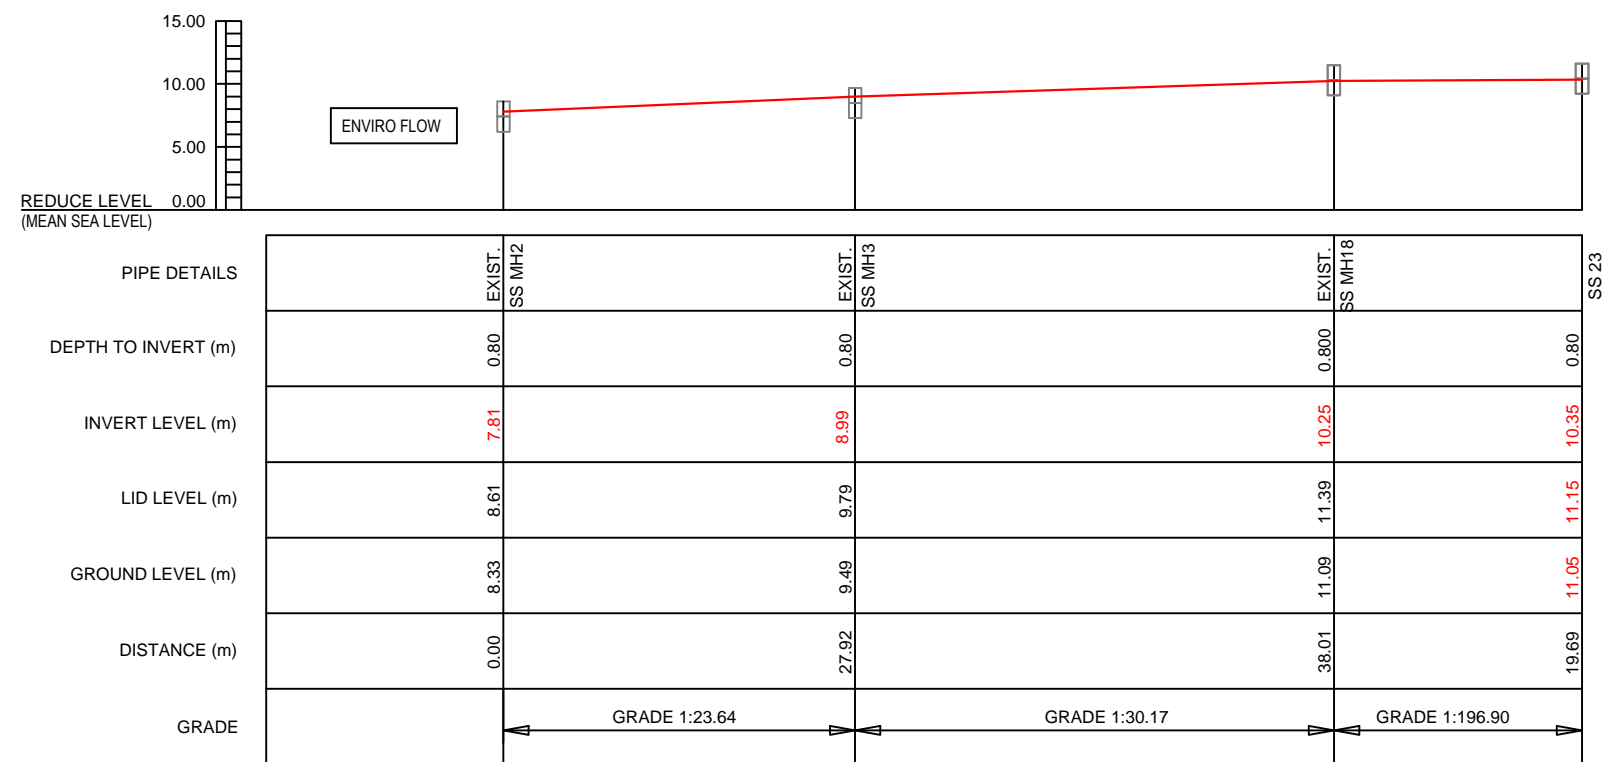 15.00
10.00
5.00
0.00
ENVIRO FLOW
REDUCE LEVEL
(MEAN SEA LEVEL)
PIPE DETAILS
EXIST.
SS MH2
EXIST.
SS MH3
EXIST.
SS MH18
SS 23
DEPTH TO INVERT (m)
0.80
0.80
0.800
0.80
INVERT LEVEL (m)
7.81
8.99
10.25
10.35
LID LEVEL (m)
8.61
9.79
11.39
11.15
GROUND LEVEL (m)
8.33
9.49
11.09
11.05
DISTANCE (m)
0.00
27.92
38.01
19.69
GRADE
GRADE 1:23.64
GRADE 1:30.17
GRADE 1:196.90